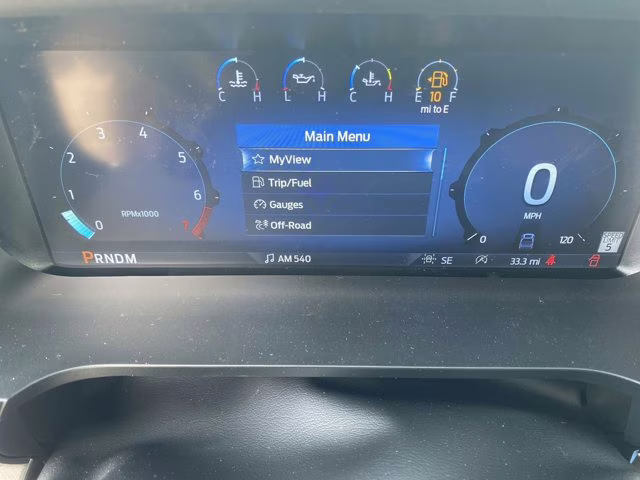 C H
L H
C H
E 10 F
mi to E
Main Menu
MyView
Trip/Fuel
Gauges
Off-Road
0
2
3
4
5
6
7
RPMx1000
0
MPH
0
120
SPEED
LIMIT
5
PRNDM
AM 540
SE
33.3 mi